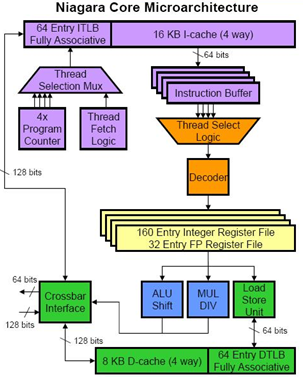 Niagara Core Microarchitecture
64 Entry ITLB
Fully Associative
16 KB I-cache (4 way)
64 bits
Thread
Selection Mux
Instruction Buffer
4x
Program
Counter
Thread
Fetch
Logic
Thread Select
Logic
128 bits
Decoder
160 Entry Integer Register File
32 Entry FP Register File
64 bits
Crossbar
Interface
128 bits
ALU
Shift
MUL
DIV
Load
Store
Unit
128 bits
64 bits
8 KB D-cache (4 way)
64 Entry DTLB
Fully Associative